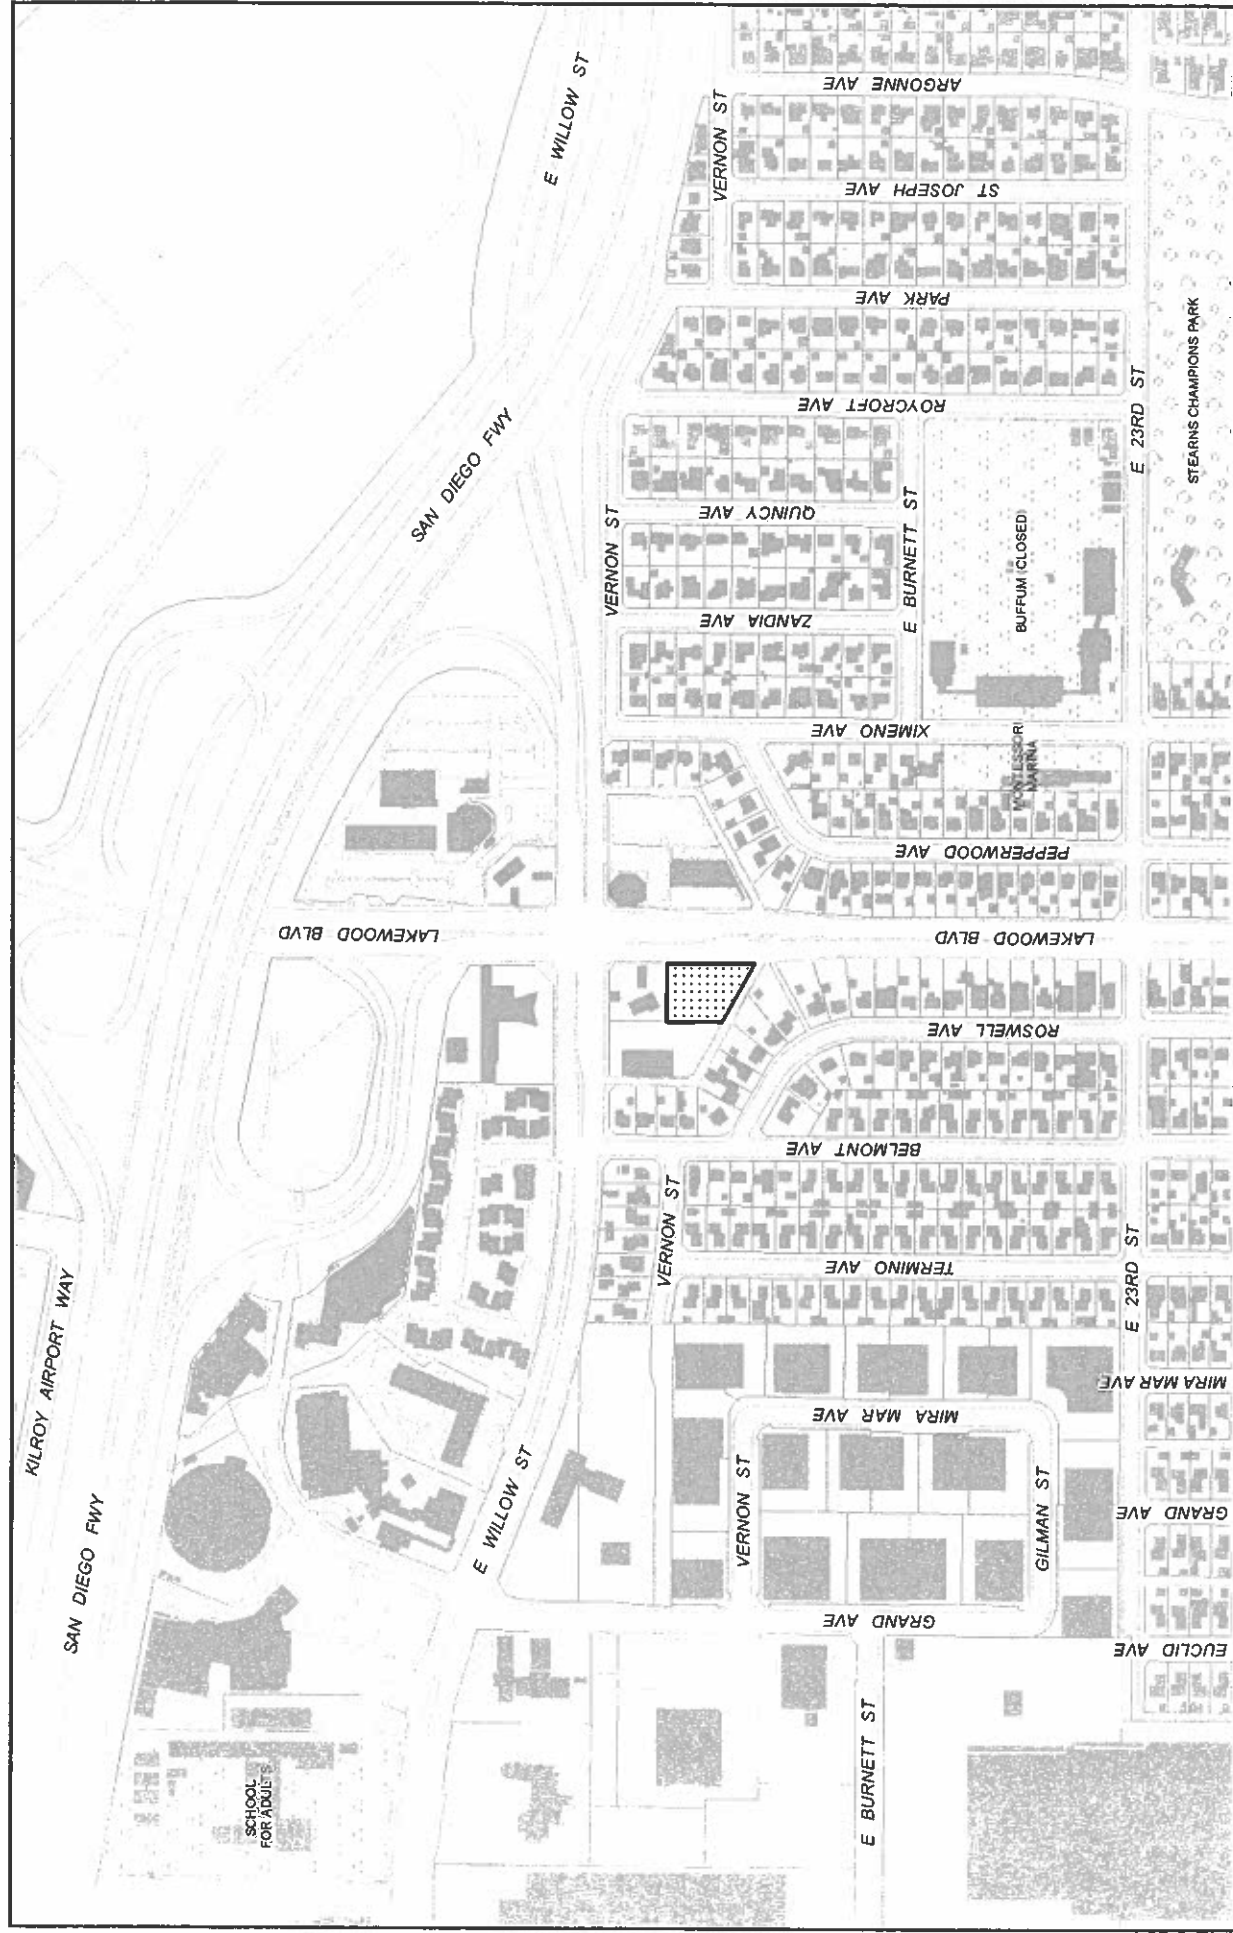 KILROY AIRPORT WAY
SAN DIEGO FWY
SCHOOL
FOR ADULTS
E WILLOW ST
E WILLOW ST
SAN DIEGO FWY
LAKEWOOD BLVD
LAKEWOOD BLVD
VERNON ST
VERNON ST
VERNON ST
VERNON ST
ARGONNE AVE
ST JOSEPH AVE
PARK AVE
ROYCROFT AVE
QUINCY AVE
ZANDIA AVE
XIMENO AVE
PEPPERWOOD AVE
ROSWELL AVE
BELMONT AVE
TERMINO AVE
MIRA MAR AVE
MIRA MAR AVE
GRAND AVE
GRAND AVE
EUCLID AVE
GILMAN ST
E BURNETT ST
E BURNETT ST
E 23RD ST
E 23RD ST
BUFFUM (CLOSED)
MONTESSORI
MARINA
STEARNS CHAMPIONS PARK